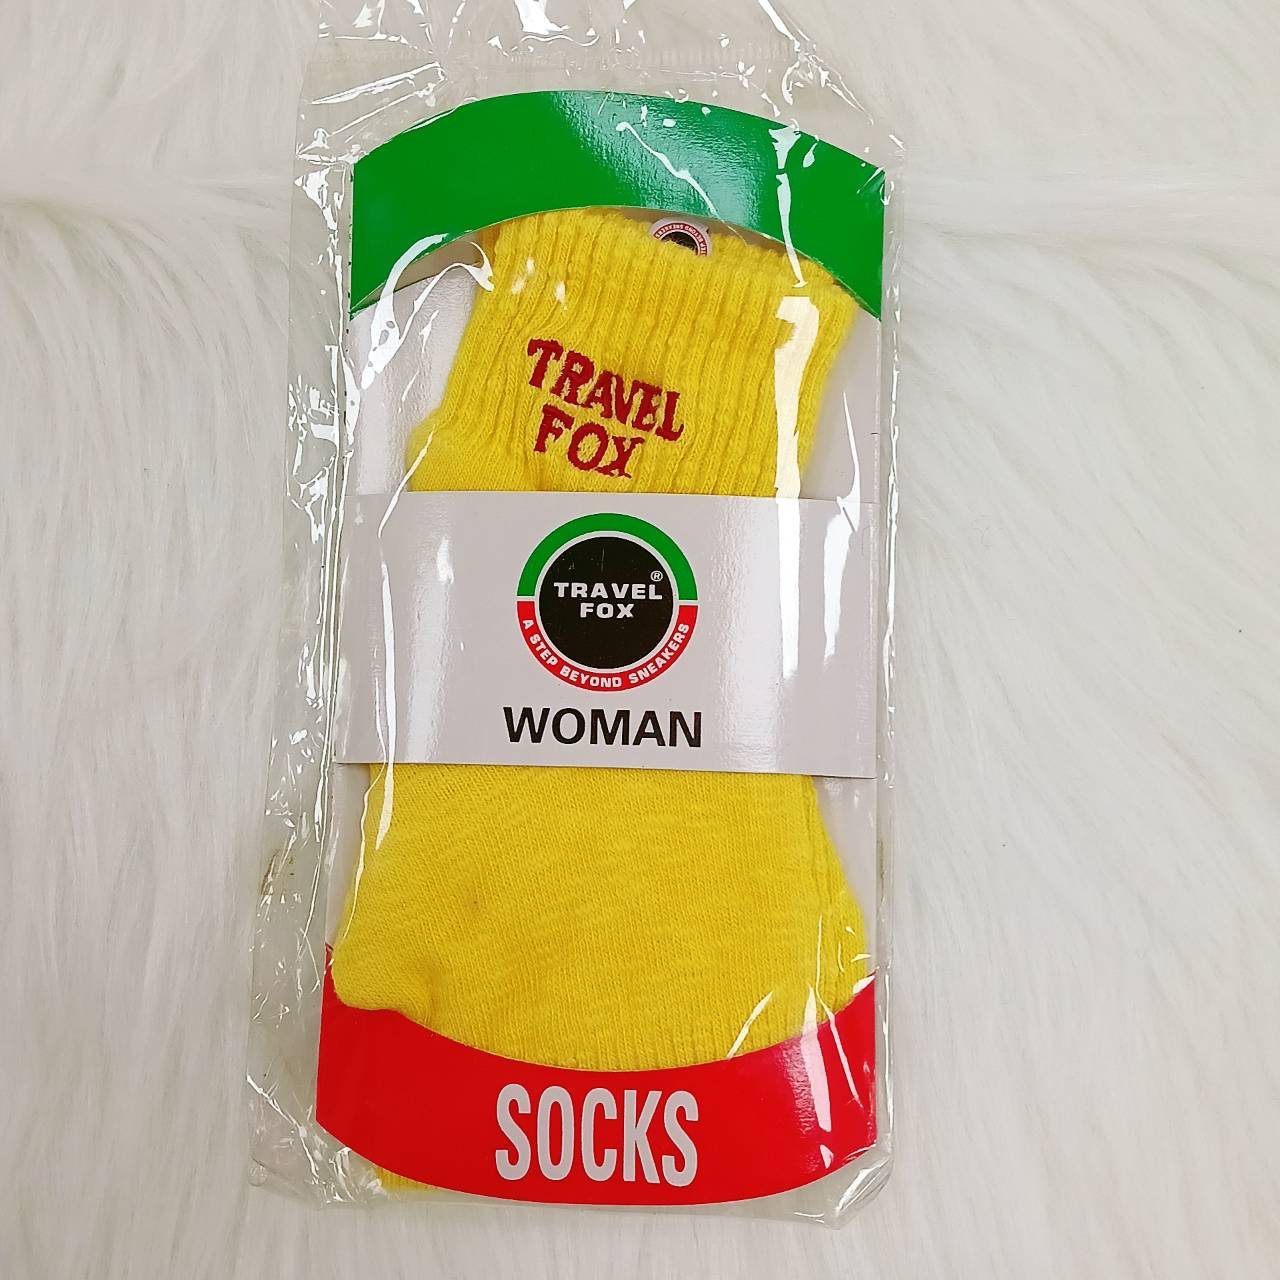 TRAVEL
FOX
TRAVEL ®
FOX
A STEP BEYOND SNEAKERS
WOMAN
SOCKS